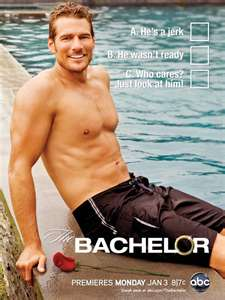 A. He's a jerk
B. He wasn't ready
C. Who cares?
Just look at him!
The
BACHELOR
PREMIERES MONDAY JAN 3 8|7c
abc